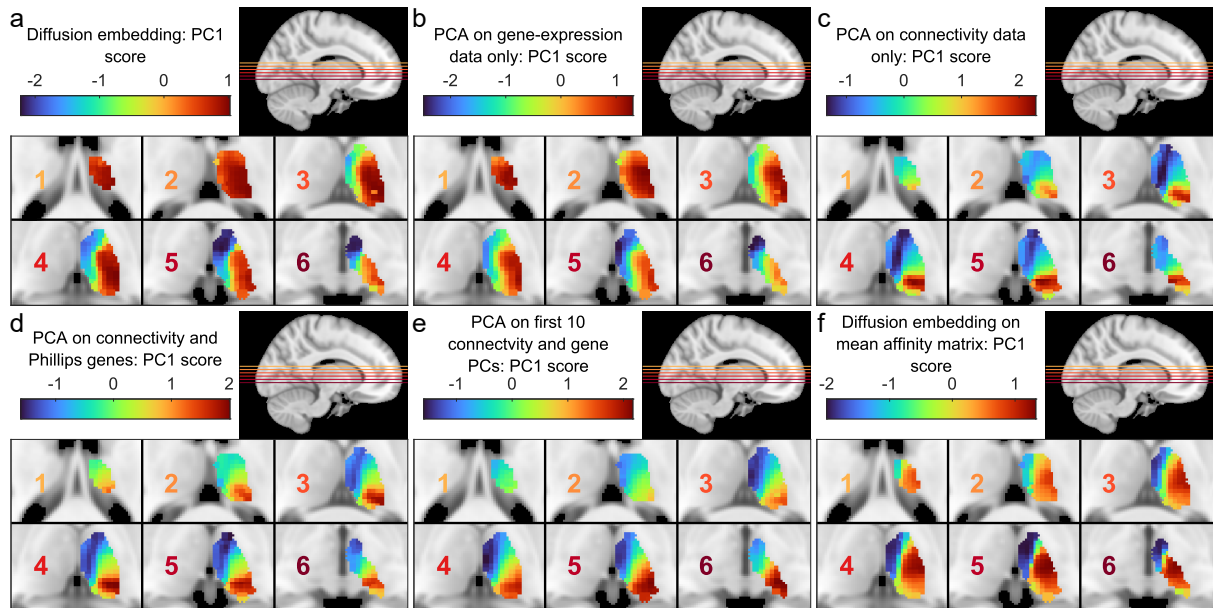 a
Diffusion embedding: PC1
score
-2 -1 0 1
1 2 3
4 5 6
b
PCA on gene-expression
data only: PC1 score
-2 -1 0 1
1 2 3
4 5 6
c
PCA on connectivity data
only: PC1 score
-1 0 1 2
1 2 3
4 5 6
d
PCA on connectivity and
Phillips genes: PC1 score
-1 0 1 2
1 2 3
4 5 6
e
PCA on first 10
connectvity and gene
PCs: PC1 score
-1 0 1 2
1 2 3
4 5 6
f
Diffusion embedding on
mean affinity matrix: PC1
score
-2 -1 0 1
1 2 3
4 5 6